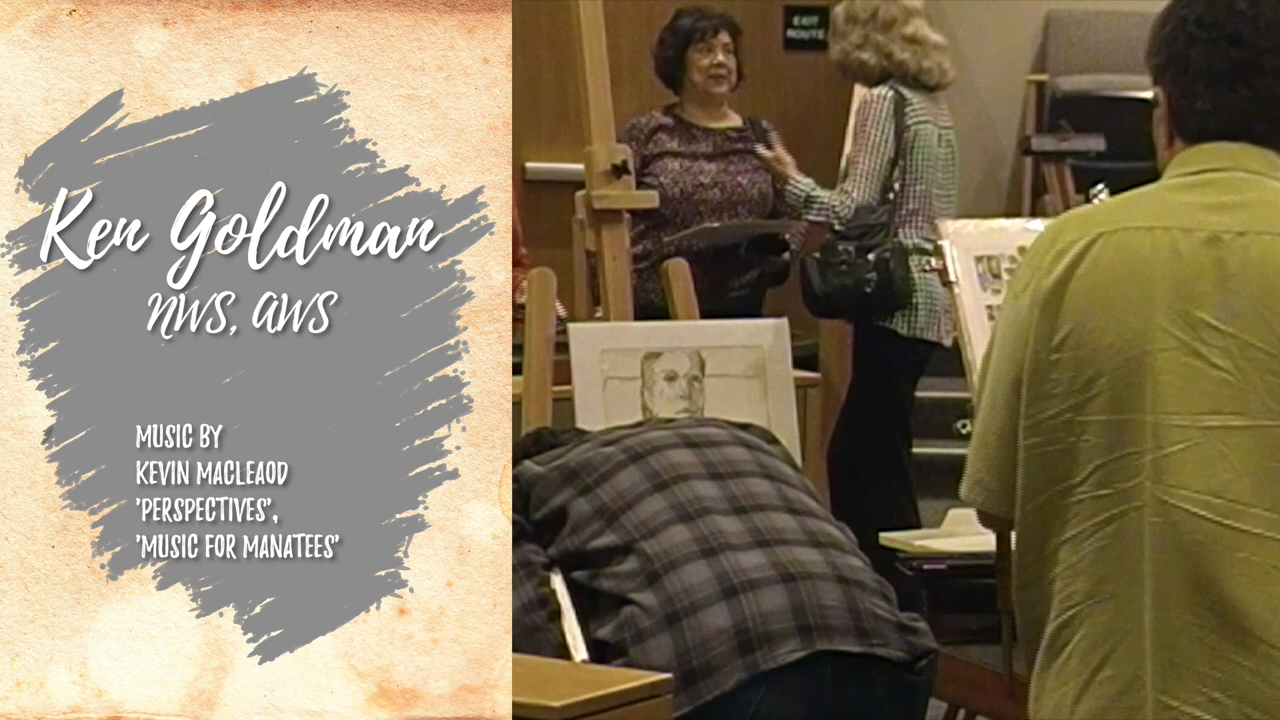 Ken Goldman
NWS, AWS
MUSIC BY
KEVIN MACLEAOD
'PERSPECTIVES',
'MUSIC FOR MANATEES'
EXIT
ROUTE